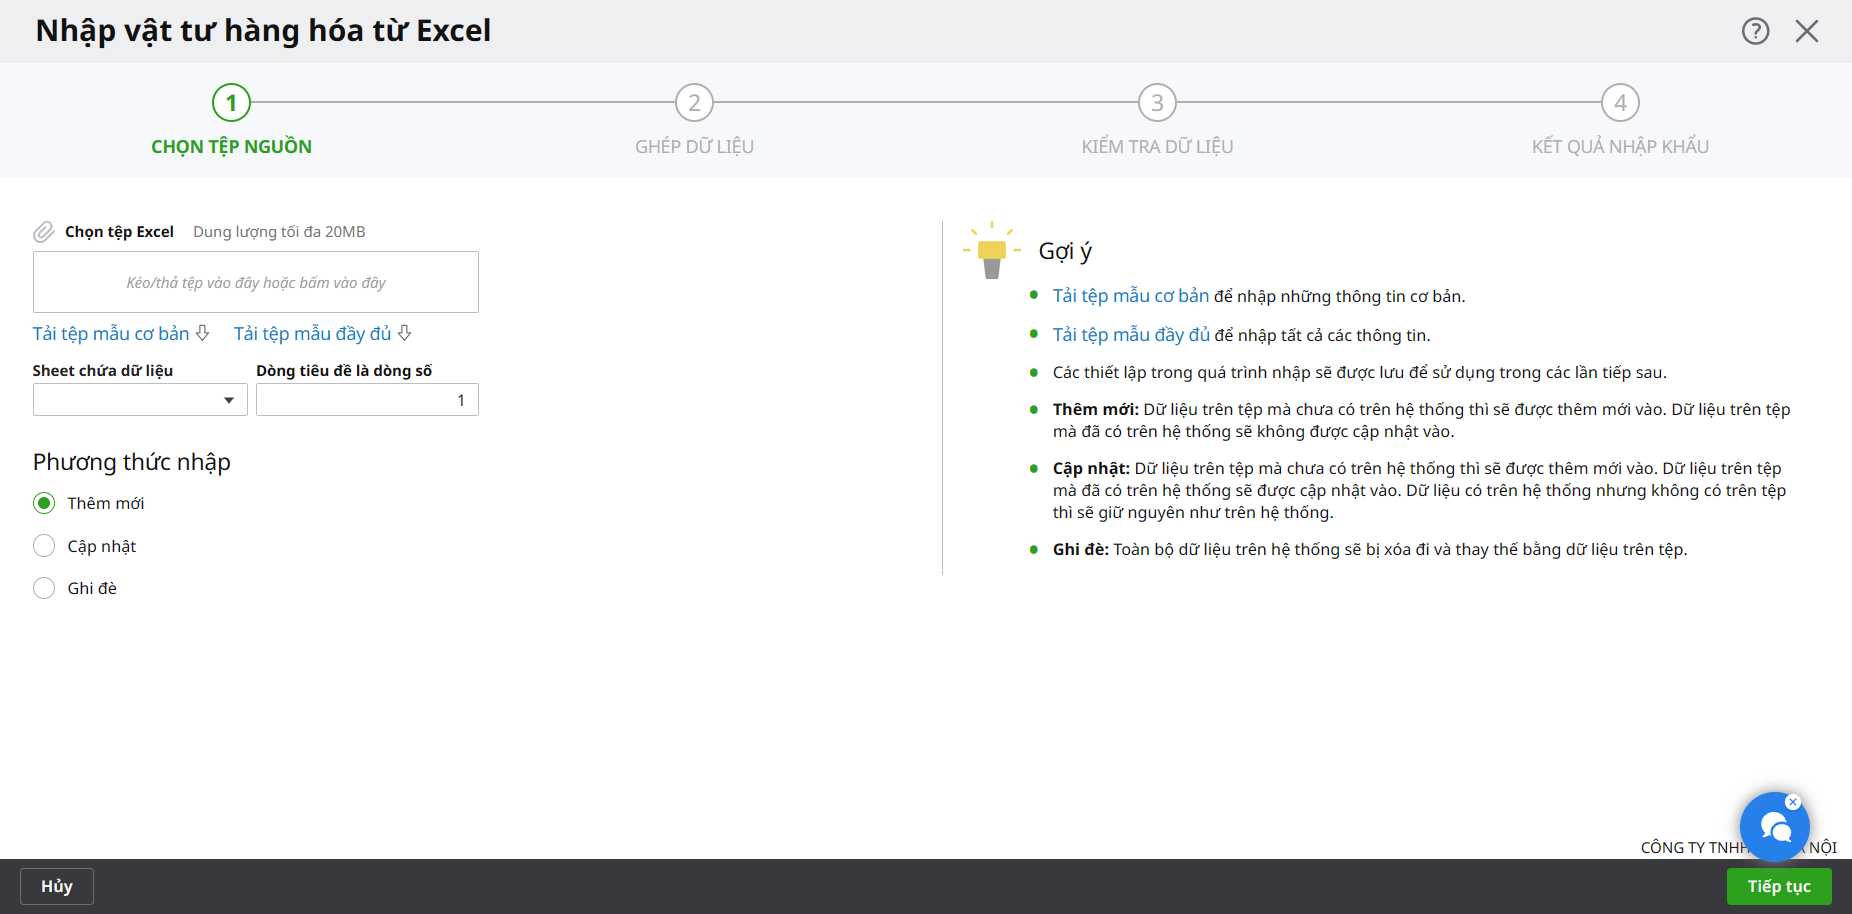 Nhập vật tư hàng hóa từ Excel
?
1
2
3
4
CHỌN TỆP NGUỒN
GHÉP DỮ LIỆU
KIỂM TRA DỮ LIỆU
KẾT QUẢ NHẬP KHẨU
Chọn tệp Excel Dung lượng tối đa 20MB
Kéo/thả tệp vào đây hoặc bấm vào đây
Tải tệp mẫu cơ bản Tải tệp mẫu đầy đủ
Sheet chứa dữ liệu Dòng tiêu đề là dòng số
1
Phương thức nhập
Thêm mới
Cập nhật
Ghi đè
Gợi ý
Tải tệp mẫu cơ bản để nhập những thông tin cơ bản.
Tải tệp mẫu đầy đủ để nhập tất cả các thông tin.
Các thiết lập trong quá trình nhập sẽ được lưu để sử dụng trong các lần tiếp sau.
Thêm mới: Dữ liệu trên tệp mà chưa có trên hệ thống thì sẽ được thêm mới vào. Dữ liệu trên tệp
mà đã có trên hệ thống sẽ không được cập nhật vào.
Cập nhật: Dữ liệu trên tệp mà chưa có trên hệ thống thì sẽ được thêm mới vào. Dữ liệu trên tệp
mà đã có trên hệ thống sẽ được cập nhật vào. Dữ liệu có trên hệ thống nhưng không có trên tệp
thì sẽ giữ nguyên như trên hệ thống.
Ghi đè: Toàn bộ dữ liệu trên hệ thống sẽ bị xóa đi và thay thế bằng dữ liệu trên tệp.
CÔNG TY TNHH NỘI
Hủy
Tiếp tục